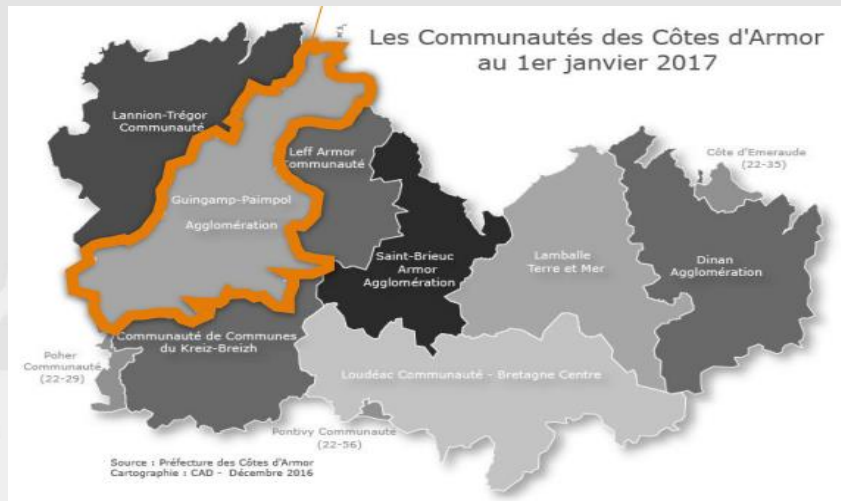 Les Communautés des Côtes d'Armor
au 1er janvier 2017
Lannion-Trégor
Communauté
Leff Armor
Communauté
Côte d'Emeraude
(22-35)
Guingamp-Paimpol
Agglomération
Saint-Brieuc
Armor
Agglomération
Lamballe
Terre et Mer
Dinan
Agglomération
Communauté de Communes
du Kreiz-Breizh
Poher
Communauté
(22-29)
Loudéac Communauté - Bretagne Centre
Pontivy Communauté
(22-56)
Source : Préfecture des Côtes d'Armor
Cartographie : CAD - Décembre 2016